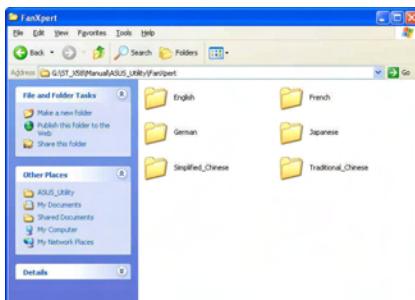 FanXpert
File Edit View Favorites Tools Help
Back Search Folders
Address G:\ST_X58\Manual\ASUS_Utility\FanXpert Go
File and Folder Tasks
Make a new folder
Publish this folder to the Web
Share this folder
Other Places
ASUS_Utility
My Documents
Shared Documents
My Computer
My Network Places
Details
English French
German Japanese
Simplified_Chinese Traditional_Chinese